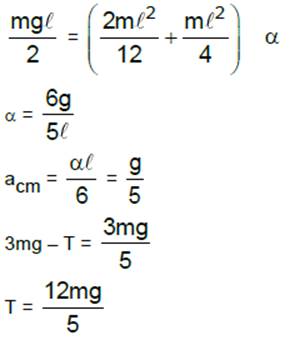 mgℓ/2 = (2mℓ²/12 + mℓ²/4) α
α = 6g/5ℓ
a_cm = αℓ/6 = g/5
3mg – T = 3mg/5
T = 12mg/5